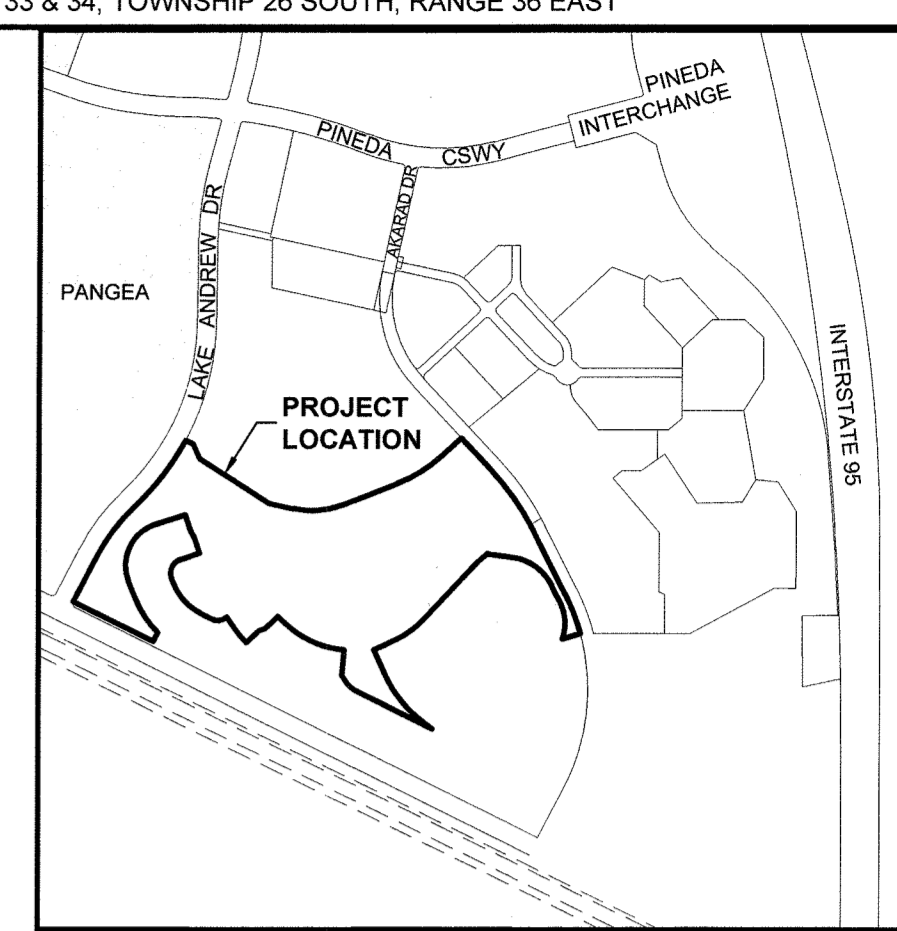 33 & 34, TOWNSHIP 26 SOUTH, RANGE 36 EAST
PINEDA
INTERCHANGE
PINEDA CSWY
AKARAD DR
LAKE ANDREW DR
PANGEA
INTERSTATE 95
PROJECT
LOCATION